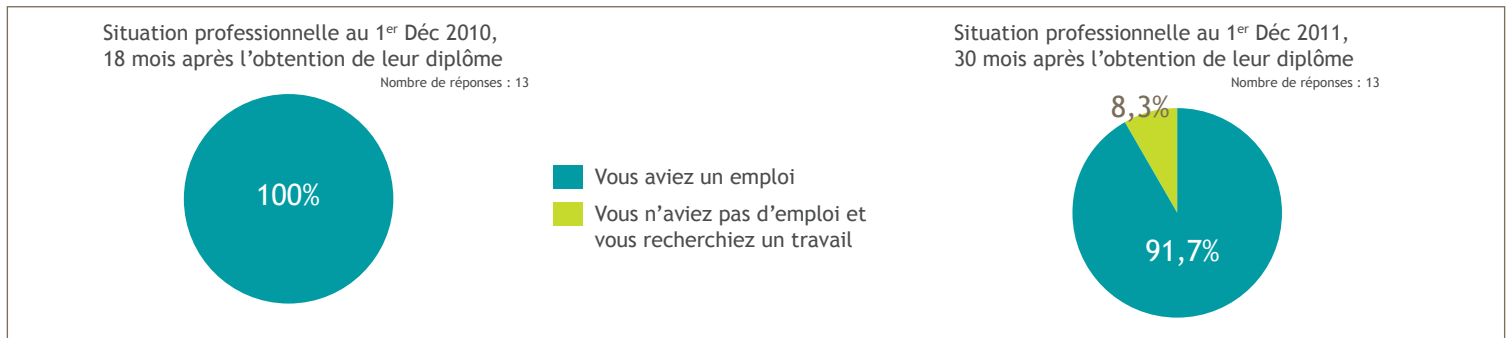 Situation professionnelle au 1er Déc 2010,
18 mois après l’obtention de leur diplôme
Nombre de réponses : 13
100%
Vous aviez un emploi
Vous n’aviez pas d’emploi et
vous recherchiez un travail
Situation professionnelle au 1er Déc 2011,
30 mois après l’obtention de leur diplôme
Nombre de réponses : 13
8,3%
91,7%